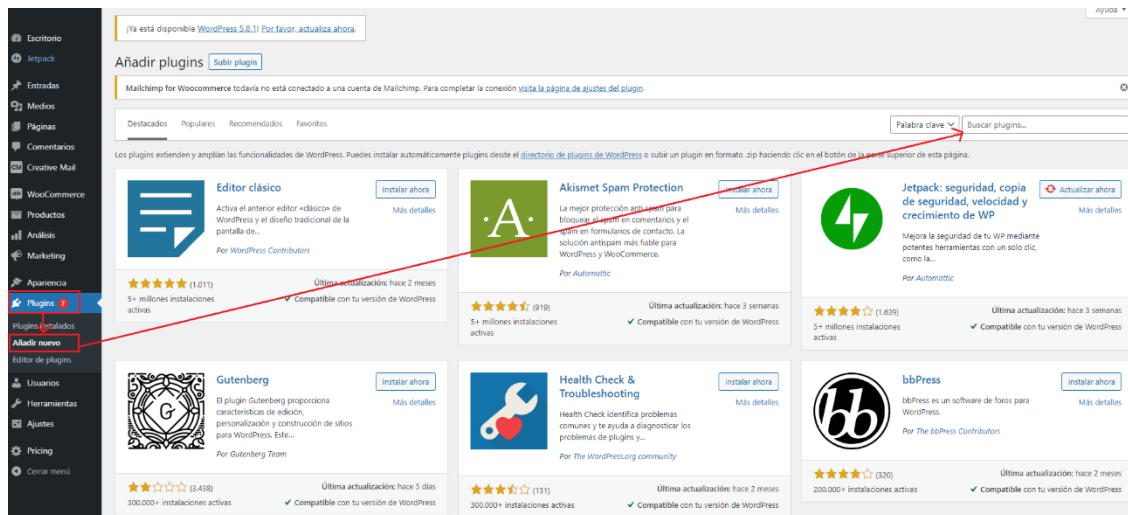 Ayuda
¡Ya está disponible WordPress 5.8.1! Por favor, actualiza ahora.
Escritorio
Jetpack
Entradas
Medios
Páginas
Comentarios
Creative Mail
WooCommerce
Productos
Análisis
Marketing
Apariencia
Plugins 7
Plugins instalados
Añadir nuevo
Editor de plugins
Usuarios
Herramientas
Ajustes
Pricing
Cerrar menú
Añadir plugins Subir plugin
Mailchimp for Woocommerce todavía no está conectado a una cuenta de Mailchimp. Para completar la conexión visita la página de ajustes del plugin.
Destacados Populares Recomendados Favoritos Palabra clave Buscar plugins...
Los plugins extienden y amplían las funcionalidades de WordPress. Puedes instalar automáticamente plugins desde el directorio de plugins de WordPress o subir un plugin en formato .zip haciendo clic en el botón de la parte superior de esta página.
Editor clásico
Instalar ahora
Más detalles
Activa el anterior editor «clásico» de
WordPress y el diseño tradicional de la
pantalla de...
Por WordPress Contributors
(1.011)
Última actualización: hace 2 meses
5+ millones instalaciones
activas
Compatible con tu versión de WordPress
·A·
Akismet Spam Protection
Instalar ahora
Más detalles
La mejor protección anti spam para
bloquear el spam en comentarios y el
spam en formularios de contacto. La
solución antispam más fiable para
WordPress y WooCommerce.
Por Automattic
(919)
Última actualización: hace 3 semanas
5+ millones instalaciones
activas
Compatible con tu versión de WordPress
Jetpack: seguridad, copia
de seguridad, velocidad y
crecimiento de WP
Actualizar ahora
Más detalles
Mejora la seguridad de tu WP mediante
potentes herramientas con un solo clic,
como la...
Por Automattic
(1.639)
Última actualización: hace 3 semanas
5+ millones instalaciones
activas
Compatible con tu versión de WordPress
G
Gutenberg
Instalar ahora
Más detalles
El plugin Gutenberg proporciona
características de edición,
personalización y construcción de sitios
para WordPress. Este...
Por Gutenberg Team
(3.438)
Última actualización: hace 5 días
300.000+ instalaciones activas
Compatible con tu versión de WordPress
Health Check &
Troubleshooting
Instalar ahora
Más detalles
Health Check identifica problemas
comunes y te ayuda a diagnosticar los
problemas de plugins y...
Por The WordPress.org community
(131)
Última actualización: hace 2 meses
300.000+ instalaciones activas
Compatible con tu versión de WordPress
bb
bbPress
Instalar ahora
Más detalles
bbPress es un software de foros para
WordPress.
Por The bbPress Contributors
(320)
Última actualización: hace 2 meses
200.000+ instalaciones activas
Compatible con tu versión de WordPress